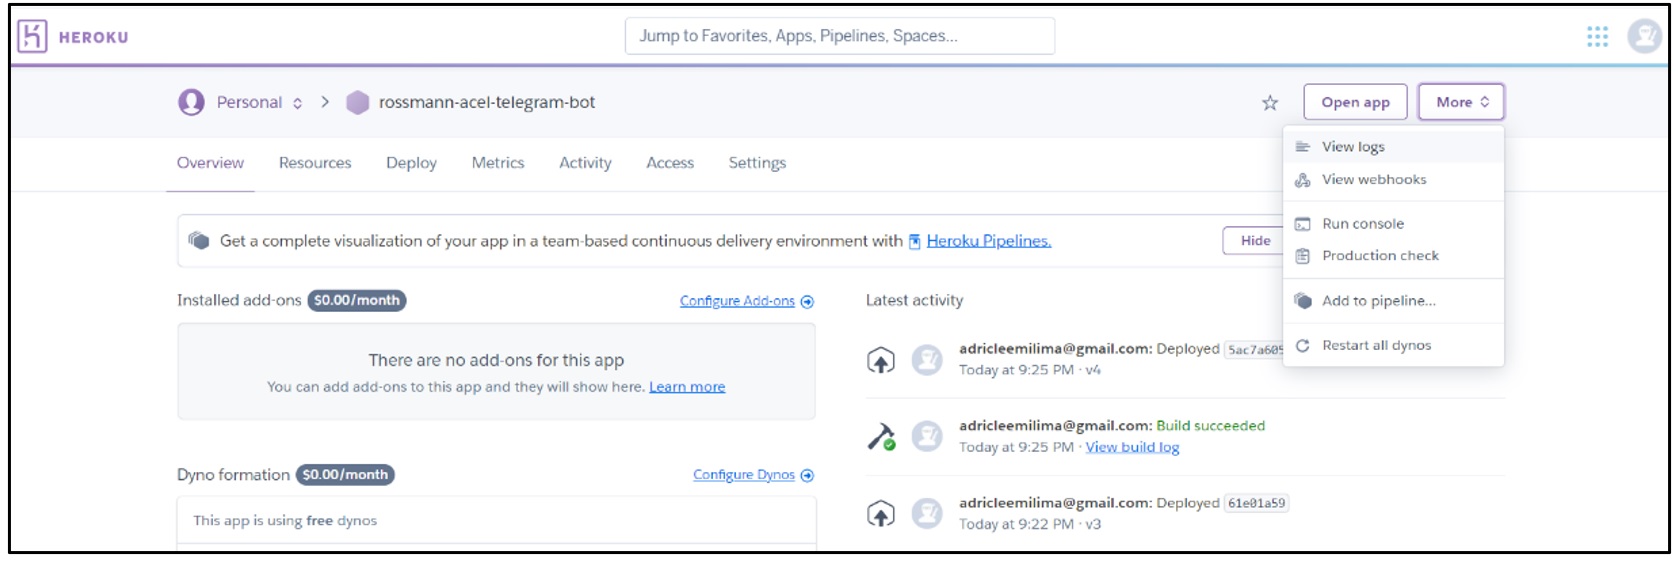 HEROKU
Jump to Favorites, Apps, Pipelines, Spaces...
Personal
rossmann-acel-telegram-bot
Open app
More
View logs
View webhooks
Run console
Production check
Add to pipeline...
Restart all dynos
Overview Resources Deploy Metrics Activity Access Settings
Get a complete visualization of your app in a team-based continuous delivery environment with Heroku Pipelines.
Hide
Installed add-ons $0.00/month
Configure Add-ons
There are no add-ons for this app
You can add add-ons to this app and they will show here. Learn more
Dyno formation $0.00/month
Configure Dynos
This app is using free dynos
Latest activity
adricleemilima@gmail.com: Deployed 5ac7a605
Today at 9:25 PM · v4
adricleemilima@gmail.com: Build succeeded
Today at 9:25 PM · View build log
adricleemilima@gmail.com: Deployed 61e01a59
Today at 9:22 PM · v3